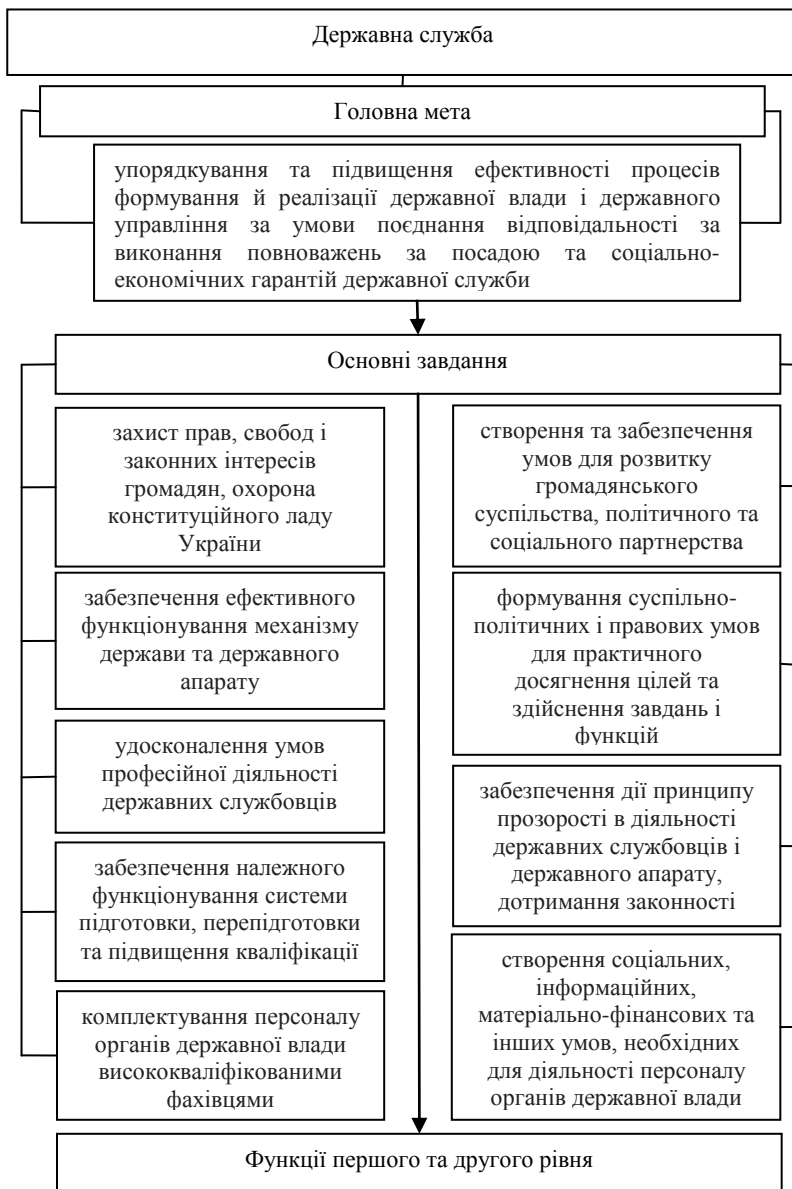 Державна служба
Головна мета
упорядкування та підвищення ефективності процесів
формування й реалізації державної влади і державного
управління за умови поєднання відповідальності за
виконання повноважень за посадою та соціально-
економічних гарантій державної служби
Основні завдання
захист прав, свобод і
законних інтересів
громадян, охорона
конституційного ладу
України
забезпечення ефективного
функціонування механізму
держави та державного
апарату
удосконалення умов
професійної діяльності
державних службовців
забезпечення належного
функціонування системи
підготовки, перепідготовки
та підвищення кваліфікації
комплектування персоналу
органів державної влади
висококваліфікованими
фахівцями
створення та забезпечення
умов для розвитку
громадянського
суспільства, політичного та
соціального партнерства
формування суспільно-
політичних і правових умов
для практичного
досягнення цілей та
здійснення завдань і
функцій
забезпечення дії принципу
прозорості в діяльності
державних службовців і
державного апарату,
дотримання законності
створення соціальних,
інформаційних,
матеріально-фінансових та
інших умов, необхідних
для діяльності персоналу
органів державної влади
Функції першого та другого рівня